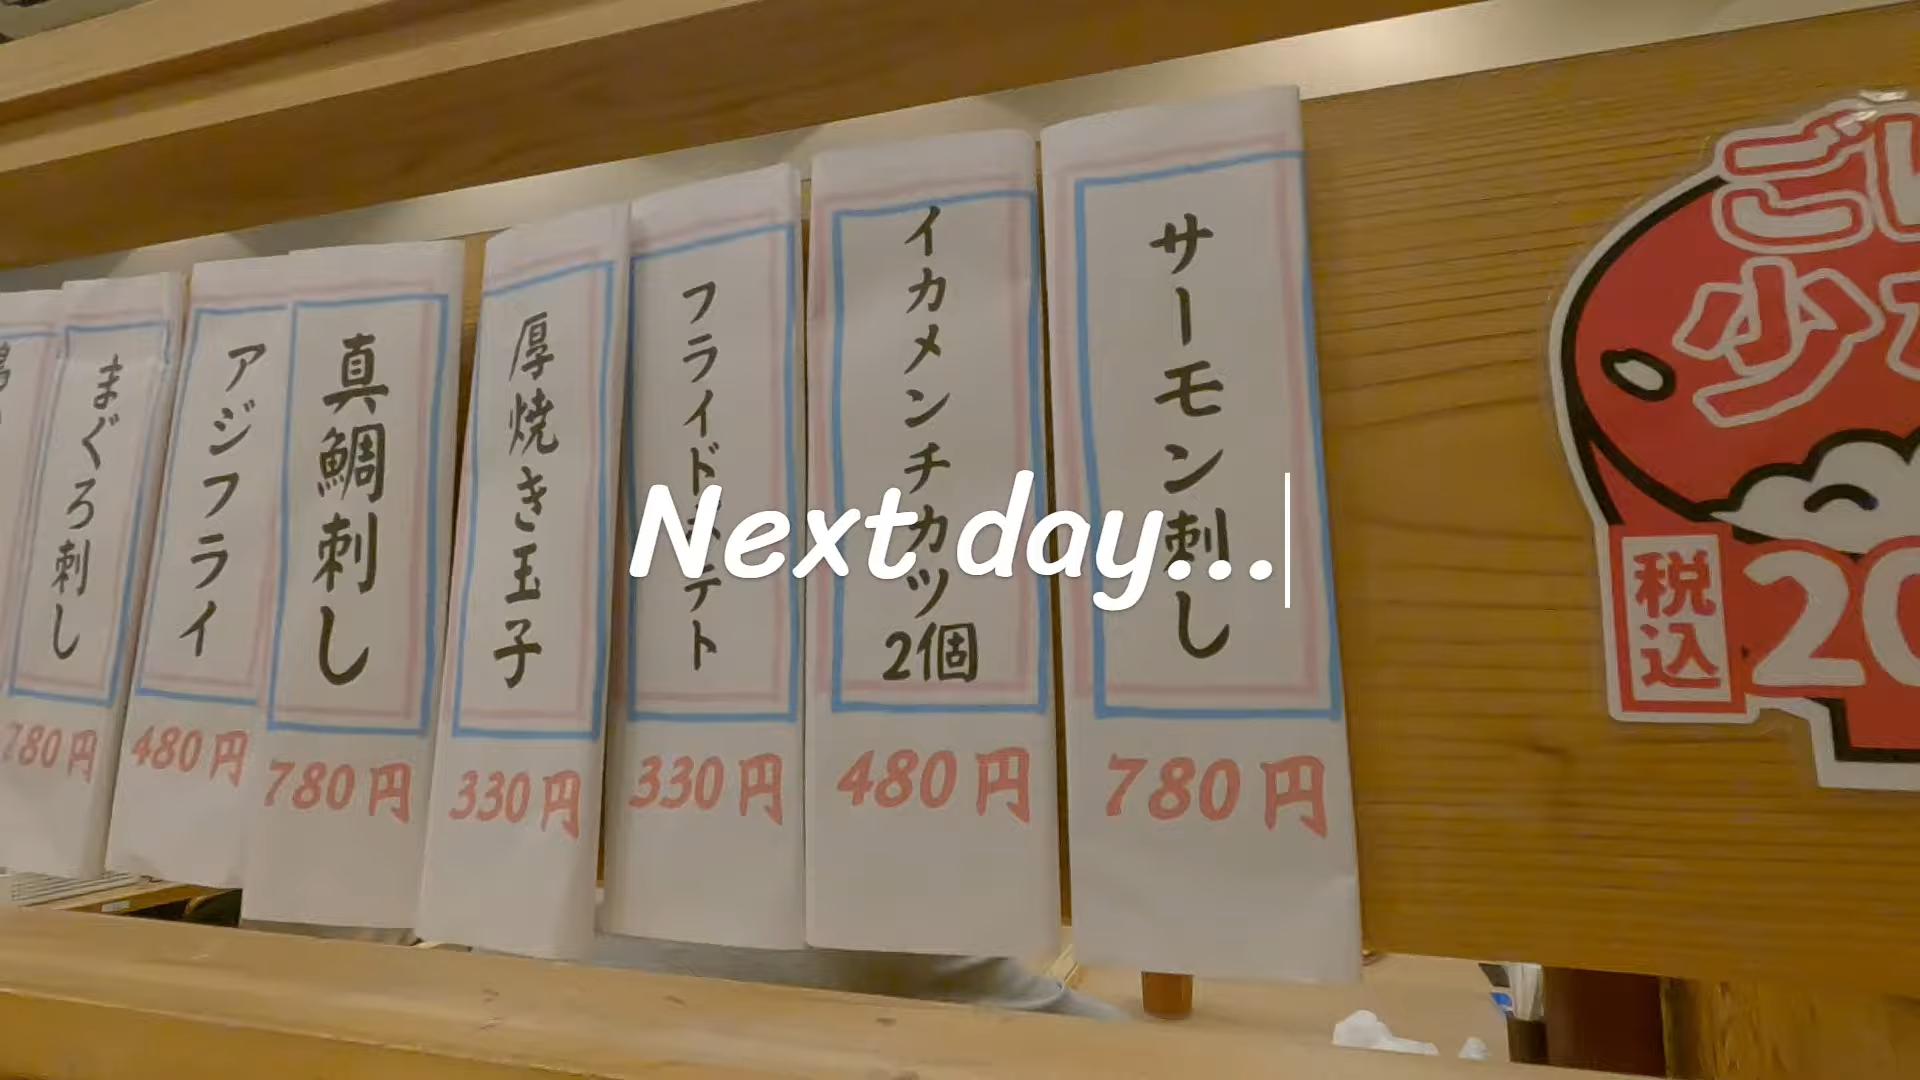 サーモン刺し
780円
イカメンチカツ
2個
480円
フライドポテト
330円
厚焼き玉子
330円
真鯛刺し
780円
アジフライ
480円
まぐろ刺し
780円
Next day...
税込